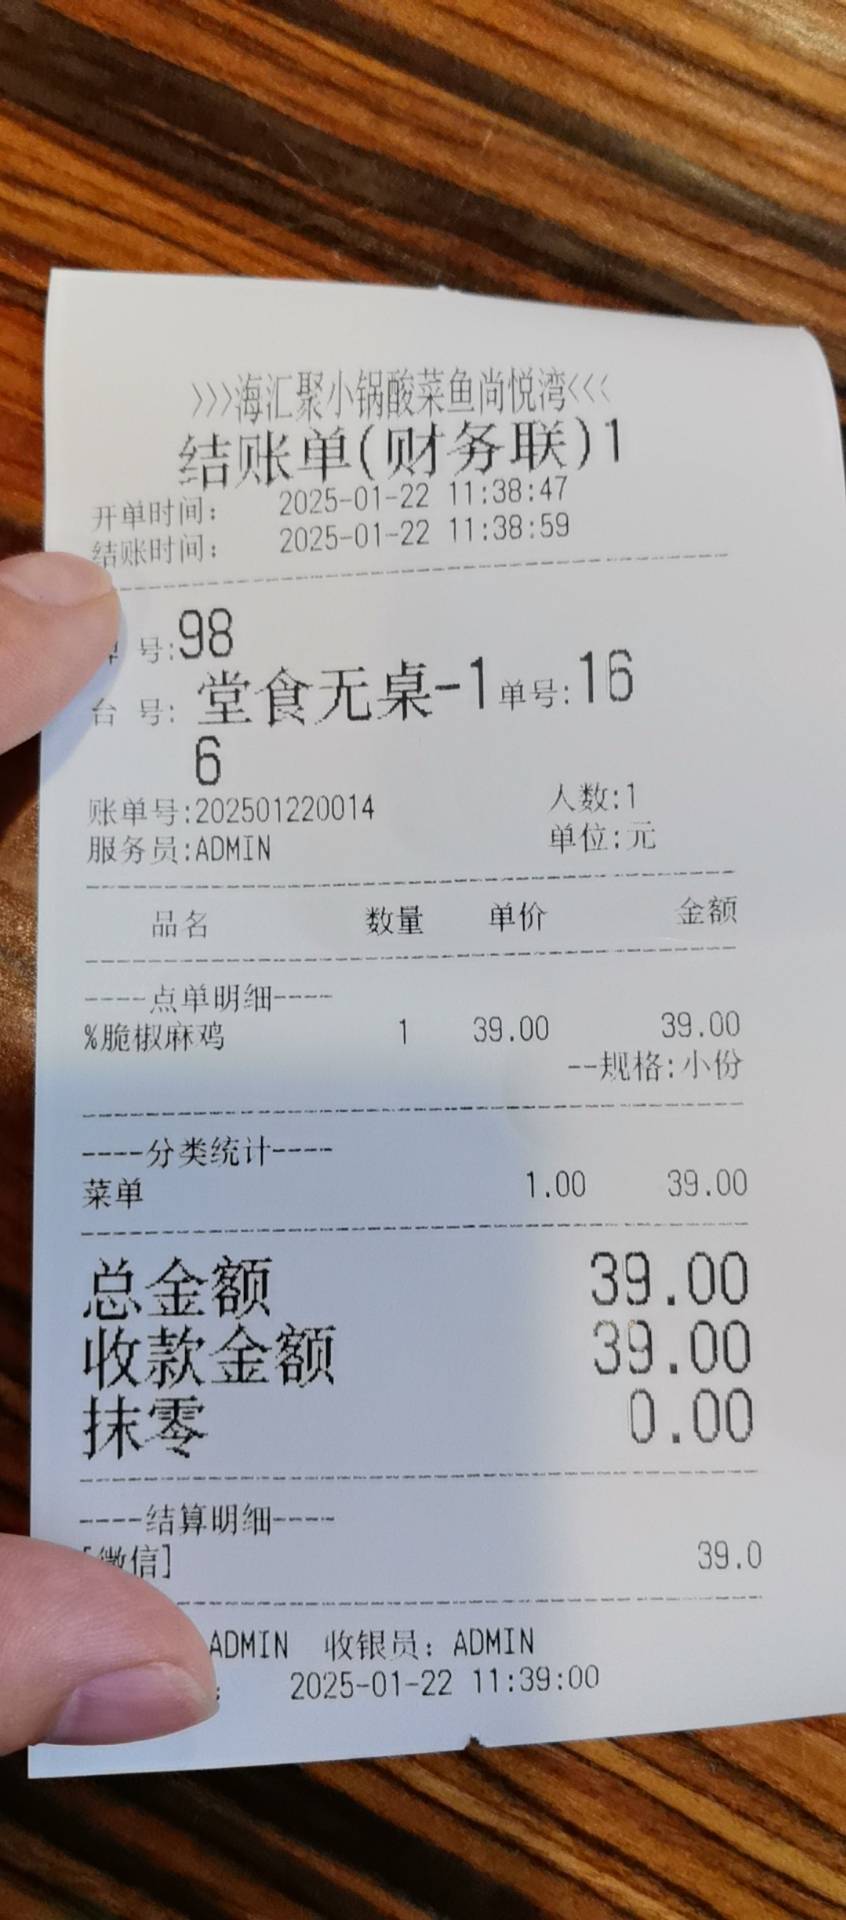 >>>海汇聚小锅酸菜鱼尚悦湾<<<
结账单(财务联)1
开单时间: 2025-01-22 11:38:47
结账时间: 2025-01-22 11:38:59
号:98
台 号: 堂食无桌-1 单号:16
6
账单号:202501220014 人数:1
服务员:ADMIN 单位:元
品名 数量 单价 金额
----点单明细----
%脆椒麻鸡 1 39.00 39.00
--规格:小份
----分类统计----
菜单 1.00 39.00
总金额 39.00
收款金额 39.00
抹零 0.00
----结算明细----
[微信] 39.0
ADMIN 收银员: ADMIN
: 2025-01-22 11:39:00